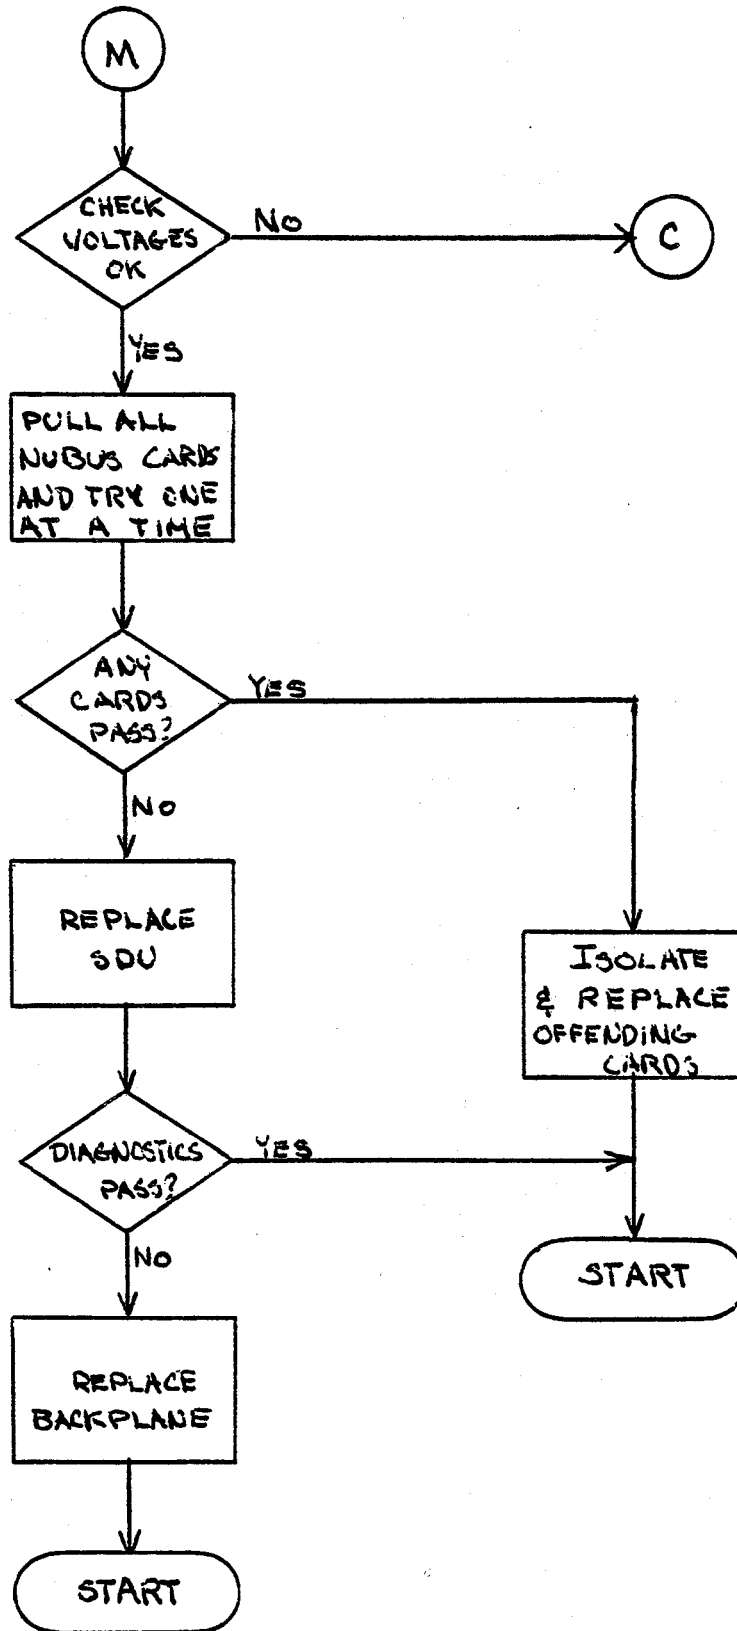 M
CHECK
VOLTAGES
OK
NO
C
YES
PULL ALL
NUBUS CARDS
AND TRY ONE
AT A TIME
ANY
CARDS
PASS?
YES
NO
REPLACE
SDU
ISOLATE
& REPLACE
OFFENDING
CARDS
DIAGNOSTICS
PASS?
YES
NO
START
REPLACE
BACKPLANE
START